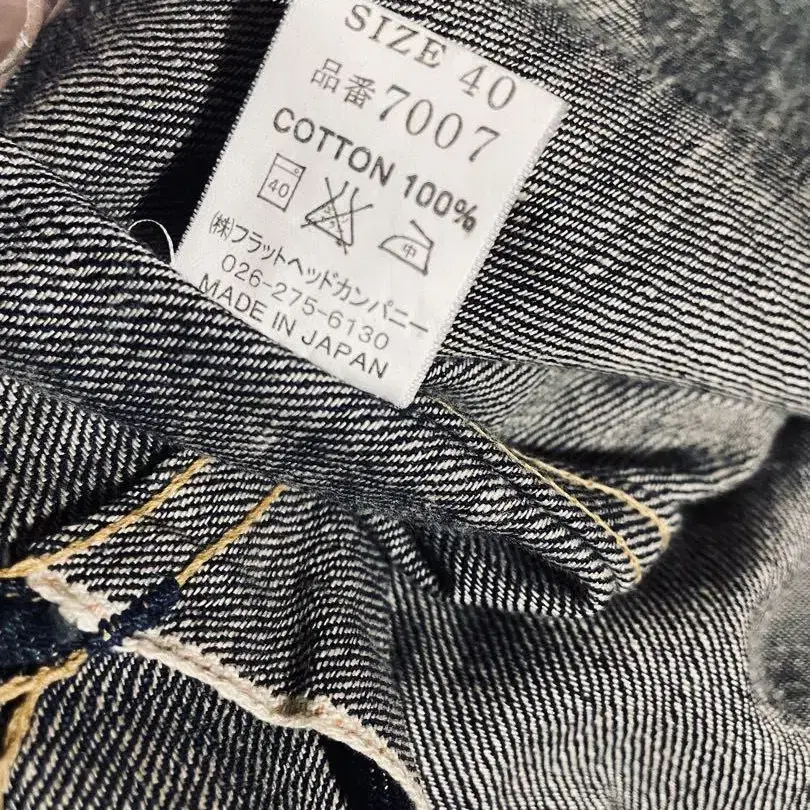 SIZE 40
品番7007
COTTON 100%
40 中
㈱フラットヘッドカンパニー
026-275-6130
MADE IN JAPAN